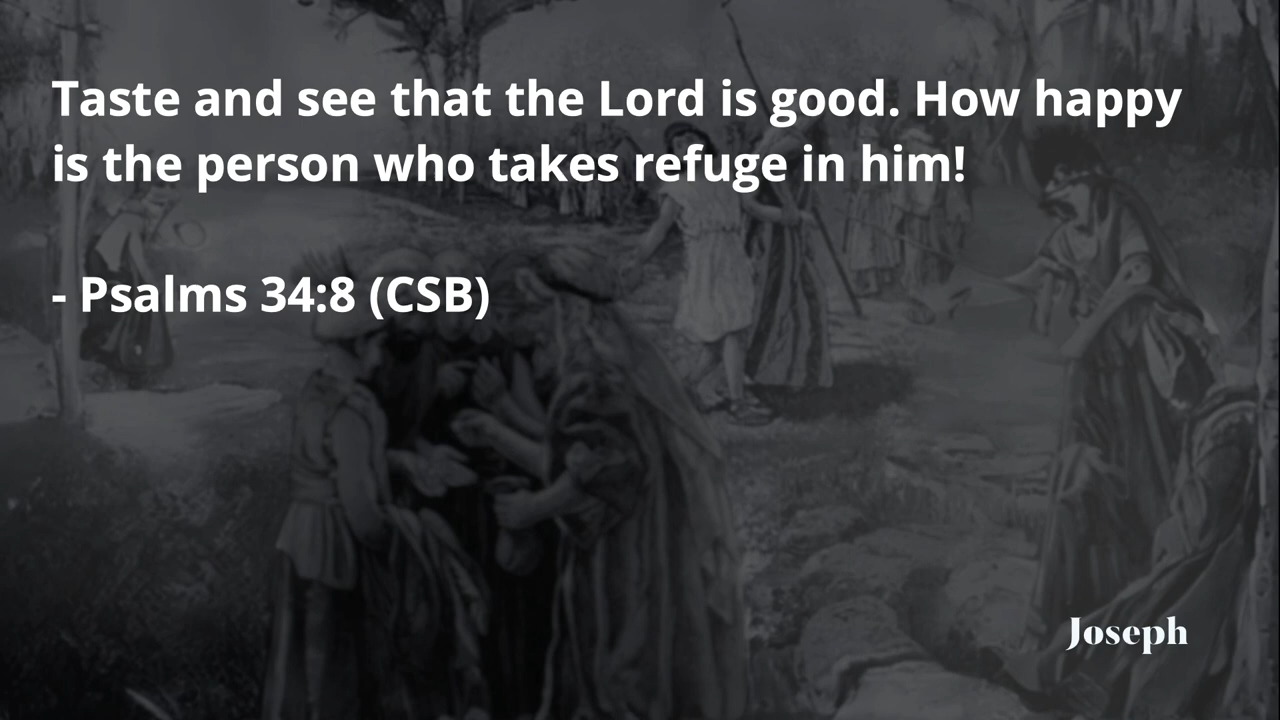 Taste and see that the Lord is good. How happy
is the person who takes refuge in him!
- Psalms 34:8 (CSB)
Joseph